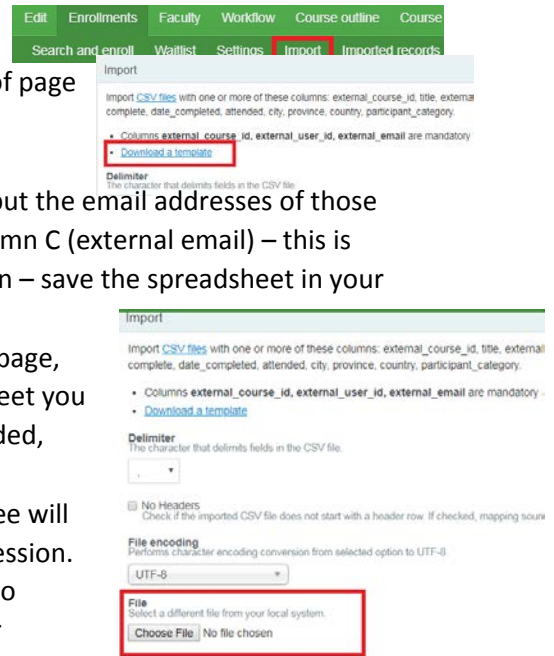 Edit Enrollments Faculty Workflow Course outline Course
Search and enroll Waitlist Settings Import Imported records
of page
Import
Import CSV files with one or more of these columns: external_course_id, title, externa
complete, date_completed, attended, city, province, country, participant_category.
• Columns external_course_id, external_user_id, external_email are mandatory
• Download a template
Delimiter
The character that delimits fields in the CSV file.
out the email addresses of those
mn C (external email) – this is
n – save the spreadsheet in your
page,
eet you
ded,
ee will
ession.
o
Import
Import CSV files with one or more of these columns: external_course_id, title, external
complete, date_completed, attended, city, province, country, participant_category.
• Columns external_course_id, external_user_id, external_email are mandatory -
• Download a template
Delimiter
The character that delimits fields in the CSV file.
,
No Headers
Check if the imported CSV file does not start with a header row. If checked, mapping sour
File encoding
Performs character encoding conversion from selected option to UTF-8.
UTF-8
File
Select a different file from your local system.
Choose File No file chosen